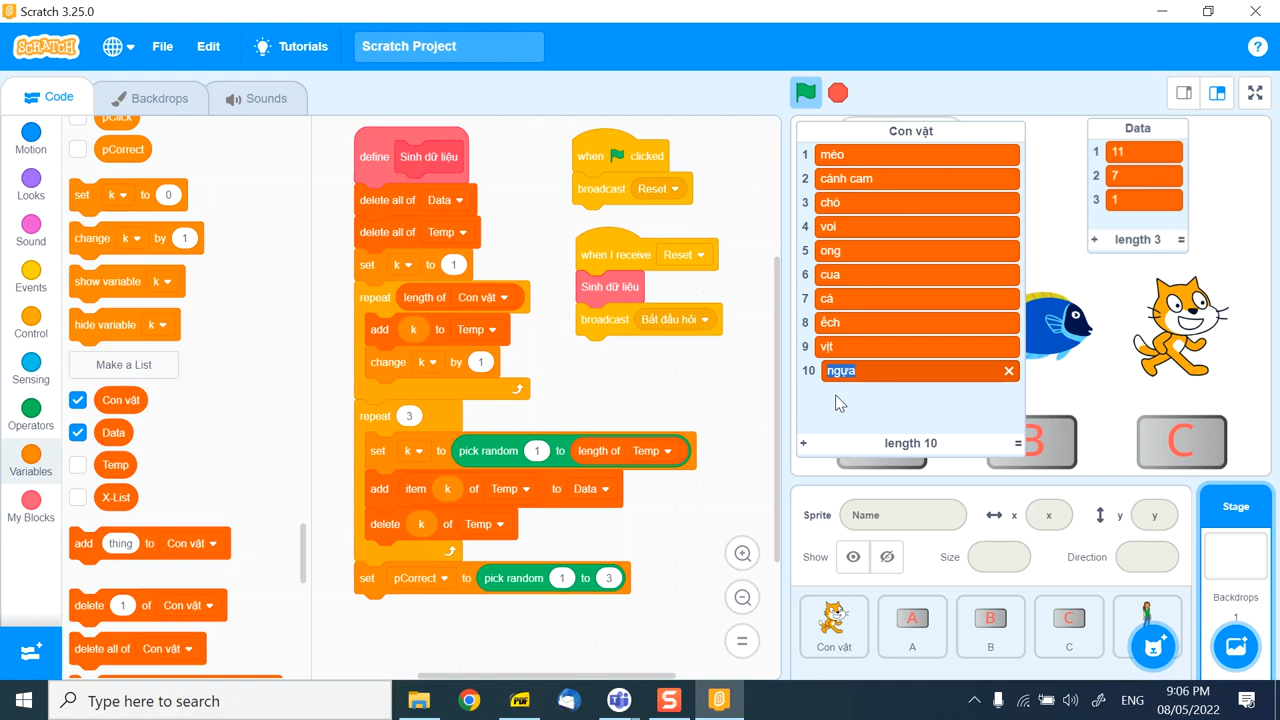 Scratch 3.25.0
SCRATCH
File
Edit
Tutorials
Scratch Project
Code
Backdrops
Sounds
Motion
Looks
Sound
Events
Control
Sensing
Operators
Variables
My Blocks
pClick
pCorrect
set k to 0
change k by 1
show variable k
hide variable k
Make a List
Con vật
Data
Temp
X-List
add thing to Con vật
delete 1 of Con vật
delete all of Con vật
define Sinh dữ liệu
delete all of Data
delete all of Temp
set k to 1
repeat length of Con vật
add k to Temp
change k by 1
repeat 3
set k to pick random 1 to length of Temp
add item k of Temp to Data
delete k of Temp
set pCorrect to pick random 1 to 3
when clicked
broadcast Reset
when I receive Reset
Sinh dữ liệu
broadcast Bắt đầu hỏi
Con vật
1 mèo
2 cánh cam
3 chó
4 voi
5 ong
6 cua
7 cá
8 ếch
9 vịt
10 ngựa
+ length 10 =
Data
1 11
2 7
3 1
+ length 3 =
B
C
Sprite Name x x y y
Show Size Direction
Con vật
A
A
B
B
C
C
Stage
Backdrops
1
Type here to search
PDF
S
ENG
9:06 PM
08/05/2022